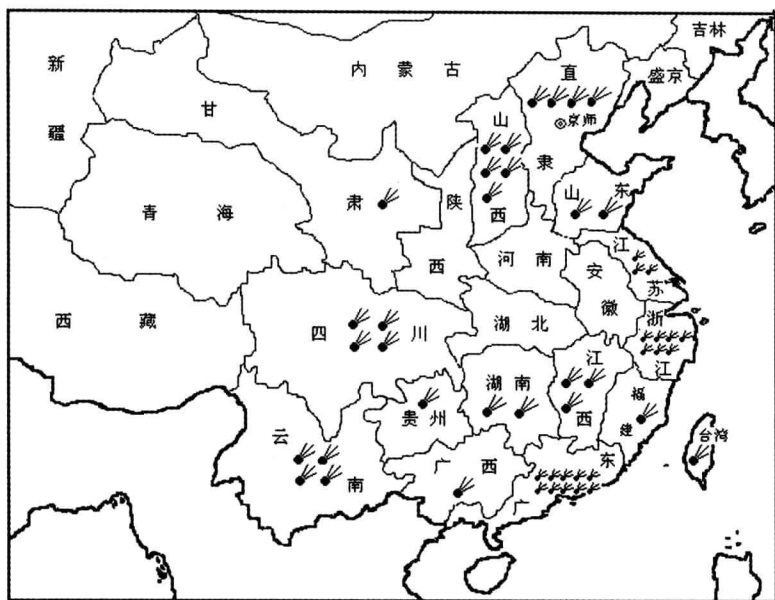 吉林
新疆
内蒙古
直隶
盛京
甘肃
山西
京师
青海
陕西
山东
河南
江苏
安徽
西藏
四川
湖北
浙江
湖南
江西
贵州
福建
云南
广西
广东
台湾